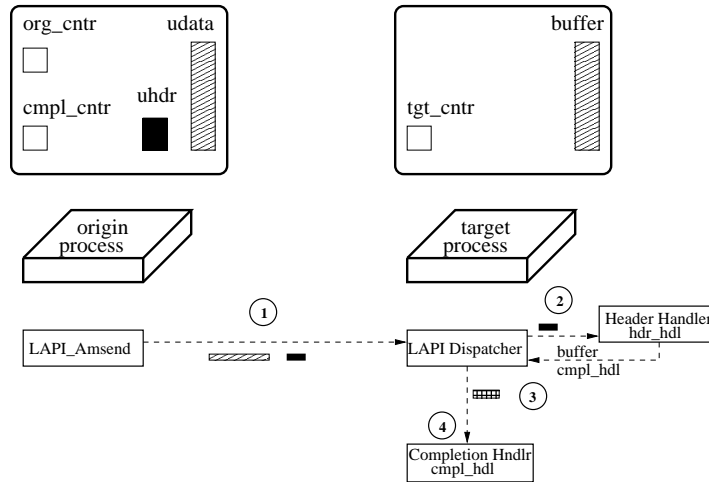 org_cntr
udata
buffer
uhdr
cmpl_cntr
tgt_cntr
origin
process
target
process
1
2
LAPI_Amsend
LAPI Dispatcher
Header Handler
hdr_hdl
buffer
cmpl_hdl
3
4
Completion Hndlr
cmpl_hdl